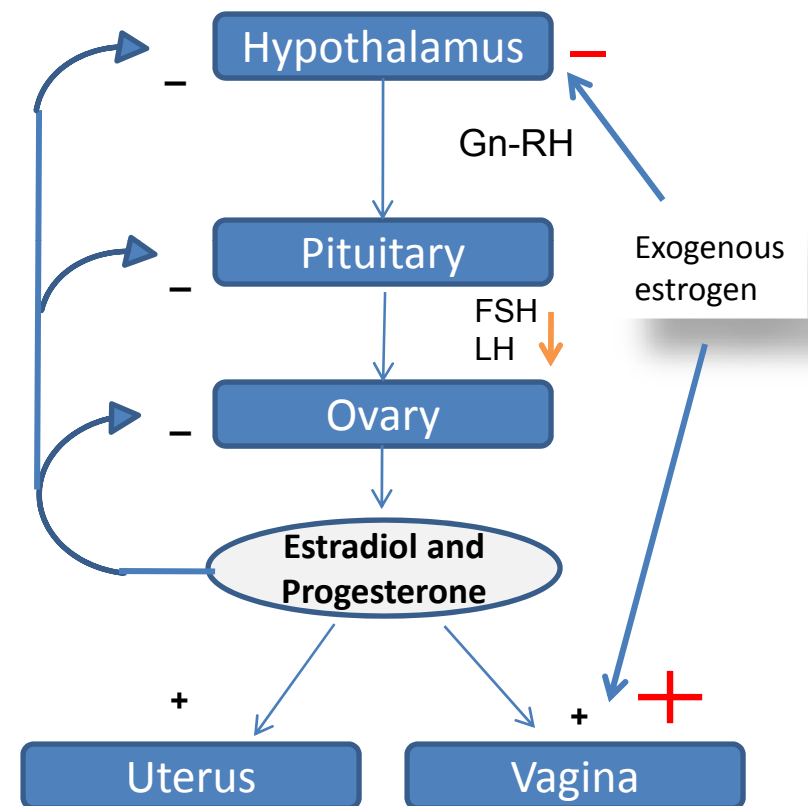 Hypothalamus
–
–
Gn-RH
Pituitary
–
Exogenous
estrogen
FSH
LH
Ovary
–
Estradiol and
Progesterone
+
+
+
Uterus
Vagina